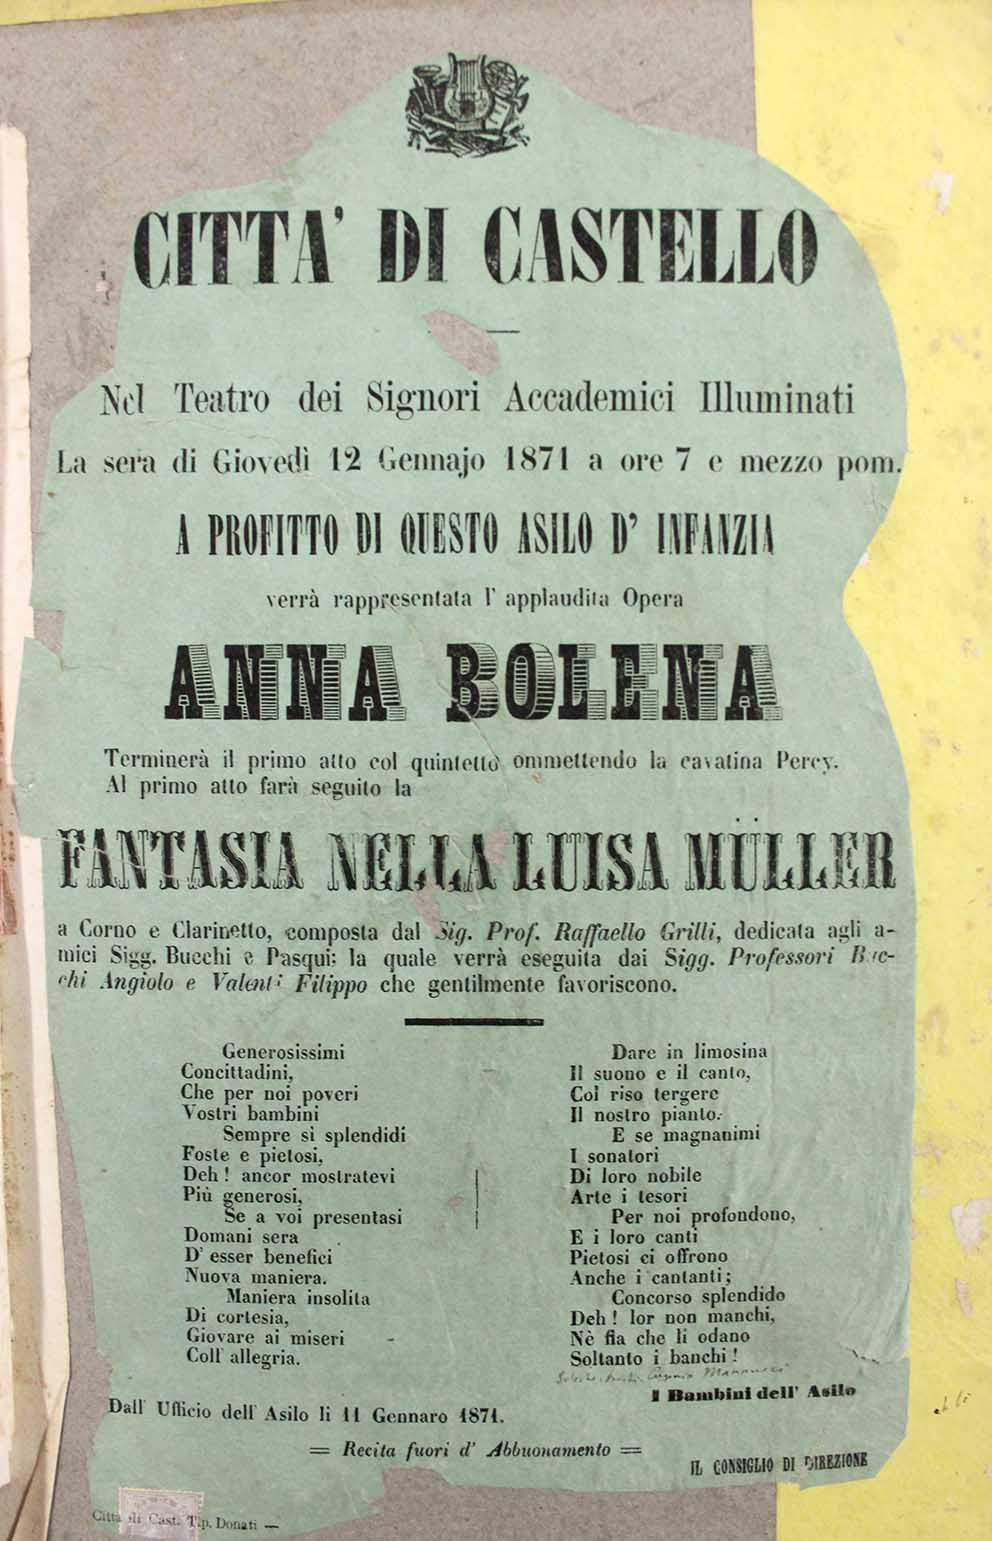 CITTA' DI CASTELLO
Nel Teatro dei Signori Accademici Illuminati
La sera di Giovedì 12 Gennajo 1871 a ore 7 e mezzo pom.
A PROFITTO DI QUESTO ASILO D' INFANZIA
verrà rappresentata l' applaudita Opera
ANNA BOLENA
Terminerà il primo atto col quintetto ommettendo la cavatina Percy.
Al primo atto farà seguito la
FANTASIA NELLA LUISA MÜLLER
a Corno e Clarinetto, composta dal Sig. Prof. Raffaello Grilli, dedicata agli a-
mici Sigg. Bucchi e Pasqui: la quale verrà eseguita dai Sigg. Professori Buc-
chi Angiolo e Valenti Filippo che gentilmente favoriscono.
Generosissimi
Concittadini,
Che per noi poveri
Vostri bambini
Sempre si splendidi
Foste e pietosi,
Deh! ancor mostratevi
Più generosi,
Se a voi presentasi
Domani sera
D' esser benefici
Nuova maniera.
Maniera insolita
Di cortesia,
Giovare ai miseri
Coll' allegria.
Dare in limosina
Il suono e il canto,
Col riso tergere
Il nostro pianto.
E se magnanimi
I sonatori
Di loro nobile
Arte i tesori
Per noi profondono,
E i loro canti
Pietosi ci offrono
Anche i cantanti;
Concorso splendido
Deh! lor non manchi,
Nè fia che li odano
Soltanto i banchi!
I Bambini dell' Asilo
Dall' Ufficio dell' Asilo li 11 Gennaro 1871.
= Recita fuori d' Abbuonamento =
IL CONSIGLIO DI DIREZIONE
Città di Cast. Tip. Donati —